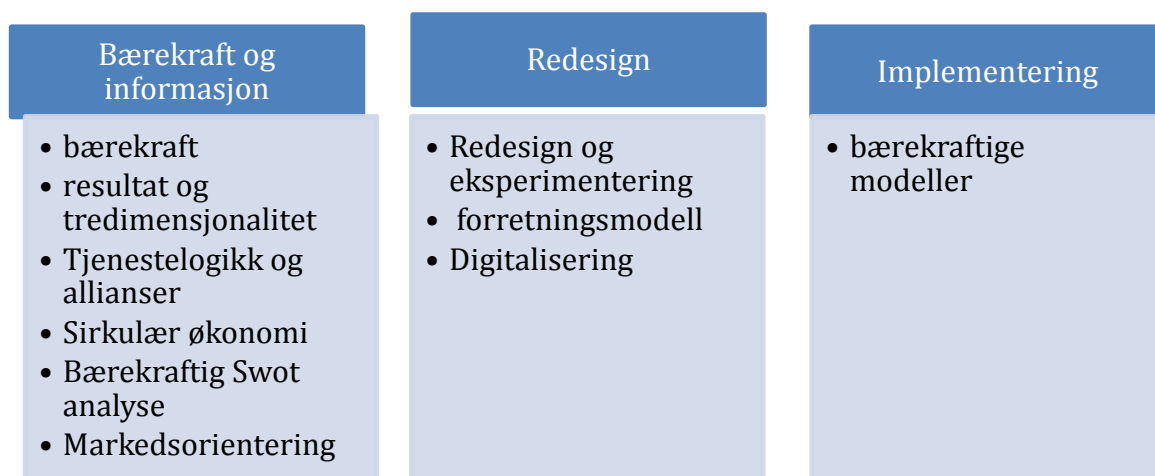 Bærekraft og
informasjon
• bærekraft
• resultat og
tredimensjonalitet
• Tjenestelogikk og
allianser
• Sirkulær økonomi
• Bærekraftig Swot
analyse
• Markedsorientering
Redesign
• Redesign og
eksperimentering
• forretningsmodell
• Digitalisering
Implementering
• bærekraftige
modeller